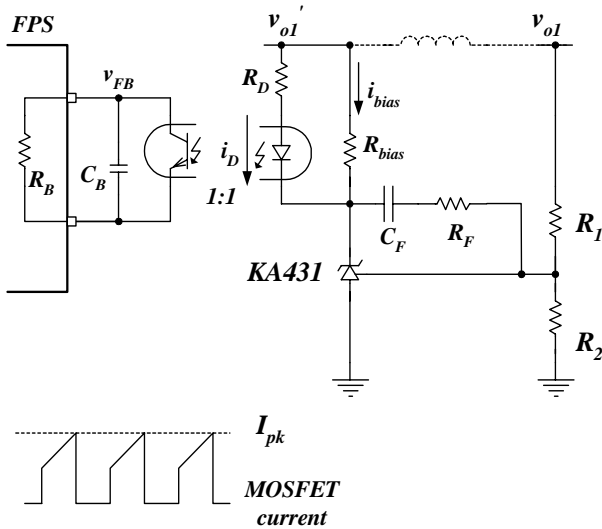 FPS
v_o1'
v_o1
v_FB
R_D
i_bias
i_D
R_bias
R_B
C_B
1:1
C_F
R_F
R_1
KA431
R_2
I_pk
MOSFET
current